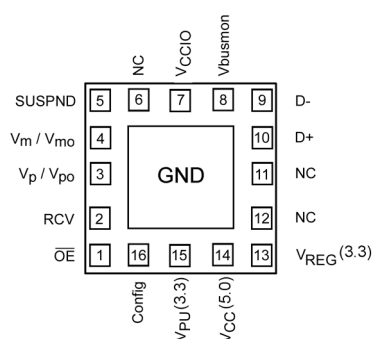 NC
VCCIO
Vbusmon
SUSPND 5 6 7 8 9 D-
Vm / Vmo 4 10 D+
Vp / Vpo 3 GND 11 NC
RCV 2 12 NC
OE 1 16 15 14 13 VREG(3.3)
Config
VPU(3.3)
VCC(5.0)